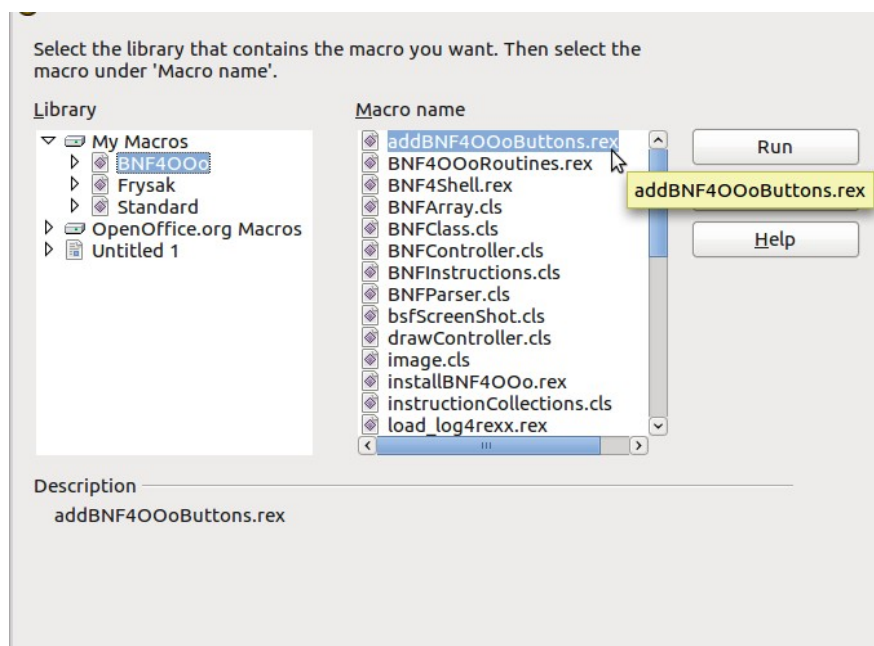 Select the library that contains the macro you want. Then select the
macro under 'Macro name'.
Library
My Macros
BNF4OOo
Frysak
Standard
OpenOffice.org Macros
Untitled 1
Macro name
addBNF4OOoButtons.rex
BNF4OOoRoutines.rex
BNF4Shell.rex
BNFArray.cls
BNFClass.cls
BNFController.cls
BNFInstructions.cls
BNFParser.cls
bsfScreenShot.cls
drawController.cls
image.cls
installBNF4OOo.rex
instructionCollections.cls
load_log4rexx.rex
Run
addBNF4OOoButtons.rex
Help
Description
addBNF4OOoButtons.rex